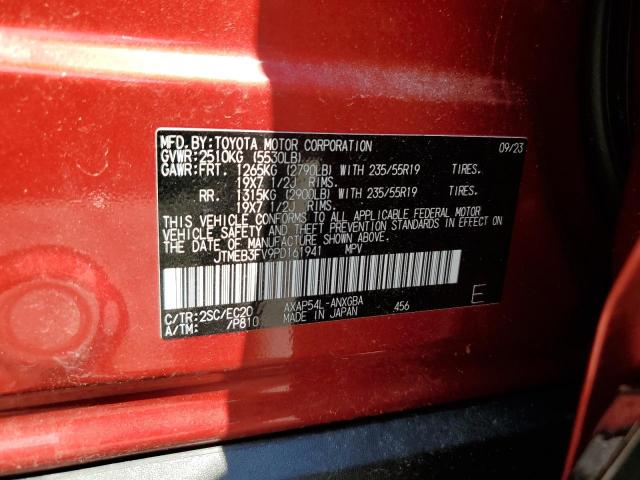 MFD.BY:TOYOTA MOTOR CORPORATION 09/23
GVWR:2510KG (5530LB)
GAWR:FRT. 1265KG (2790LB) WITH 235/55R19 TIRES.
19X7 1/2J RIMS.
RR. 1315KG (2900LB) WITH 235/55R19 TIRES.
19X7 1/2J RIMS.
THIS VEHICLE CONFORMS TO ALL APPLICABLE FEDERAL MOTOR
VEHICLE SAFETY AND THEFT PREVENTION STANDARDS IN EFFECT
ON THE DATE OF MANUFACTURE SHOWN ABOVE.
JTMEB3FV9PD161941 MPV
C/TR:2SC/EC20 AXAP54L-ANXGBA 456 E
A/TM: /P810 MADE IN JAPAN